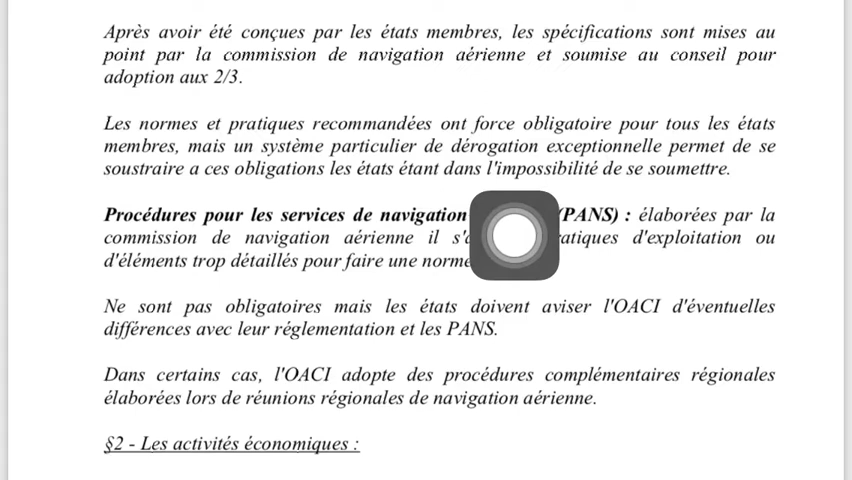 Après avoir été conçues par les états membres, les spécifications sont mises au
point par la commission de navigation aérienne et soumise au conseil pour
adoption aux 2/3.
Les normes et pratiques recommandées ont force obligatoire pour tous les états
membres, mais un système particulier de dérogation exceptionnelle permet de se
soustraire a ces obligations les états étant dans l'impossibilité de se soumettre.
Procédures pour les services de navigation (PANS) : élaborées par la
commission de navigation aérienne il d'exploitation ou
d'éléments trop détaillés pour faire une norme
Ne sont pas obligatoires mais les états doivent aviser l'OACI d'éventuelles
différences avec leur réglementation et les PANS.
Dans certains cas, l'OACI adopte des procédures complémentaires régionales
élaborées lors de réunions régionales de navigation aérienne.
§2 - Les activités économiques :